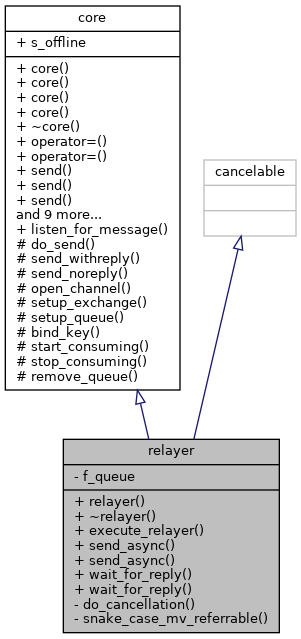 core
+ s_offline
+ core()
+ core()
+ core()
+ core()
+ ~core()
+ operator=()
+ operator=()
+ send()
+ send()
+ send()
and 9 more...
+ listen_for_message()
# do_send()
# send_withreply()
# send_noreply()
# open_channel()
# setup_exchange()
# setup_queue()
# bind_key()
# start_consuming()
# stop_consuming()
# remove_queue()
cancelable
relayer
- f_queue
+ relayer()
+ ~relayer()
+ execute_relayer()
+ send_async()
+ send_async()
+ wait_for_reply()
+ wait_for_reply()
- do_cancellation()
- snake_case_mv_referrable()